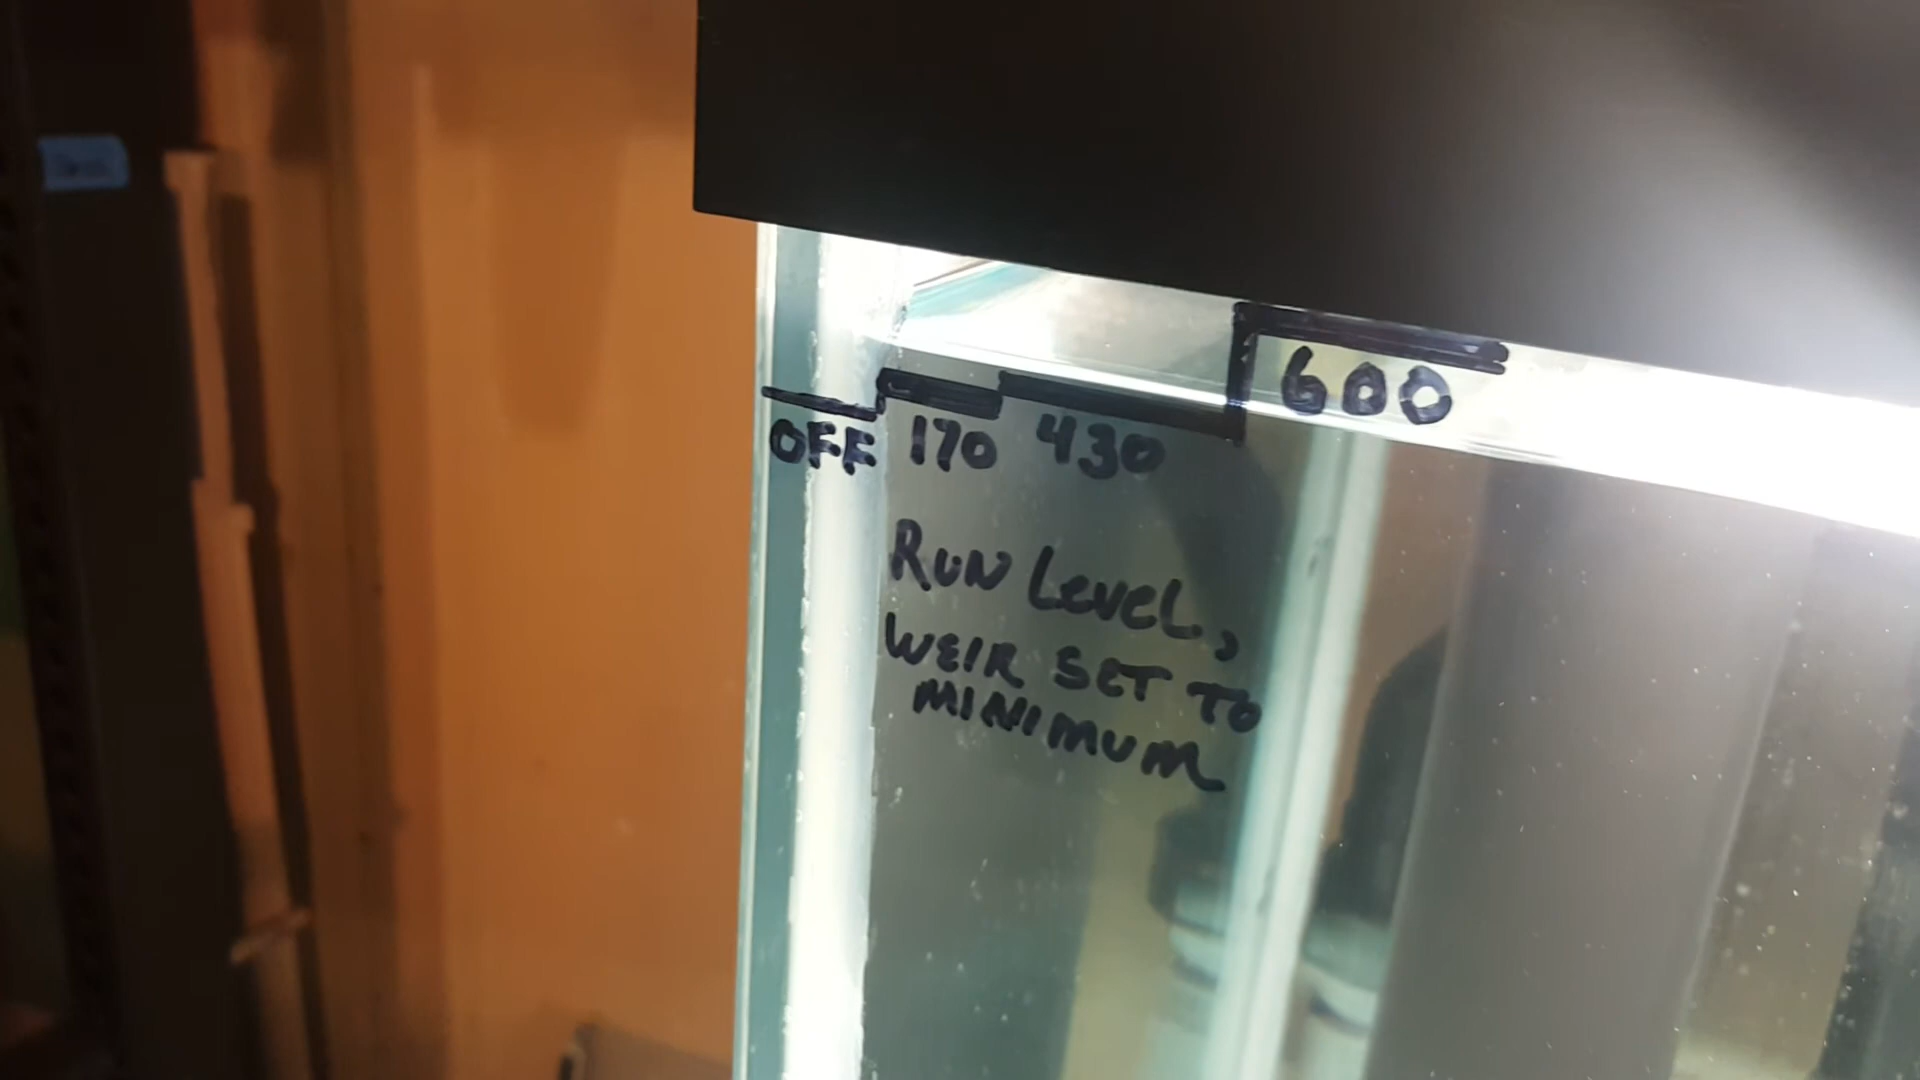 600
OFF 170 430
RUN LEVEL,
WEIR SET TO
MINIMUM